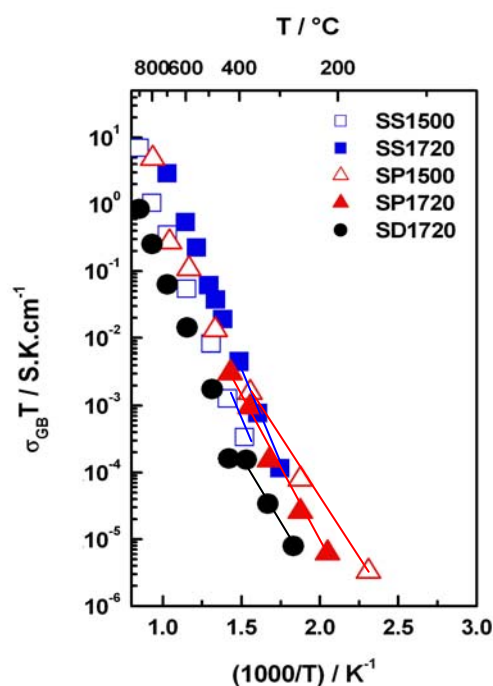 T / °C
800 600 400 200
SS1500
SS1720
SP1500
SP1720
SD1720
10¹
10⁰
10⁻¹
10⁻²
10⁻³
10⁻⁴
10⁻⁵
10⁻⁶
σGBT / S.K.cm⁻¹
1.0 1.5 2.0 2.5 3.0
(1000/T) / K⁻¹